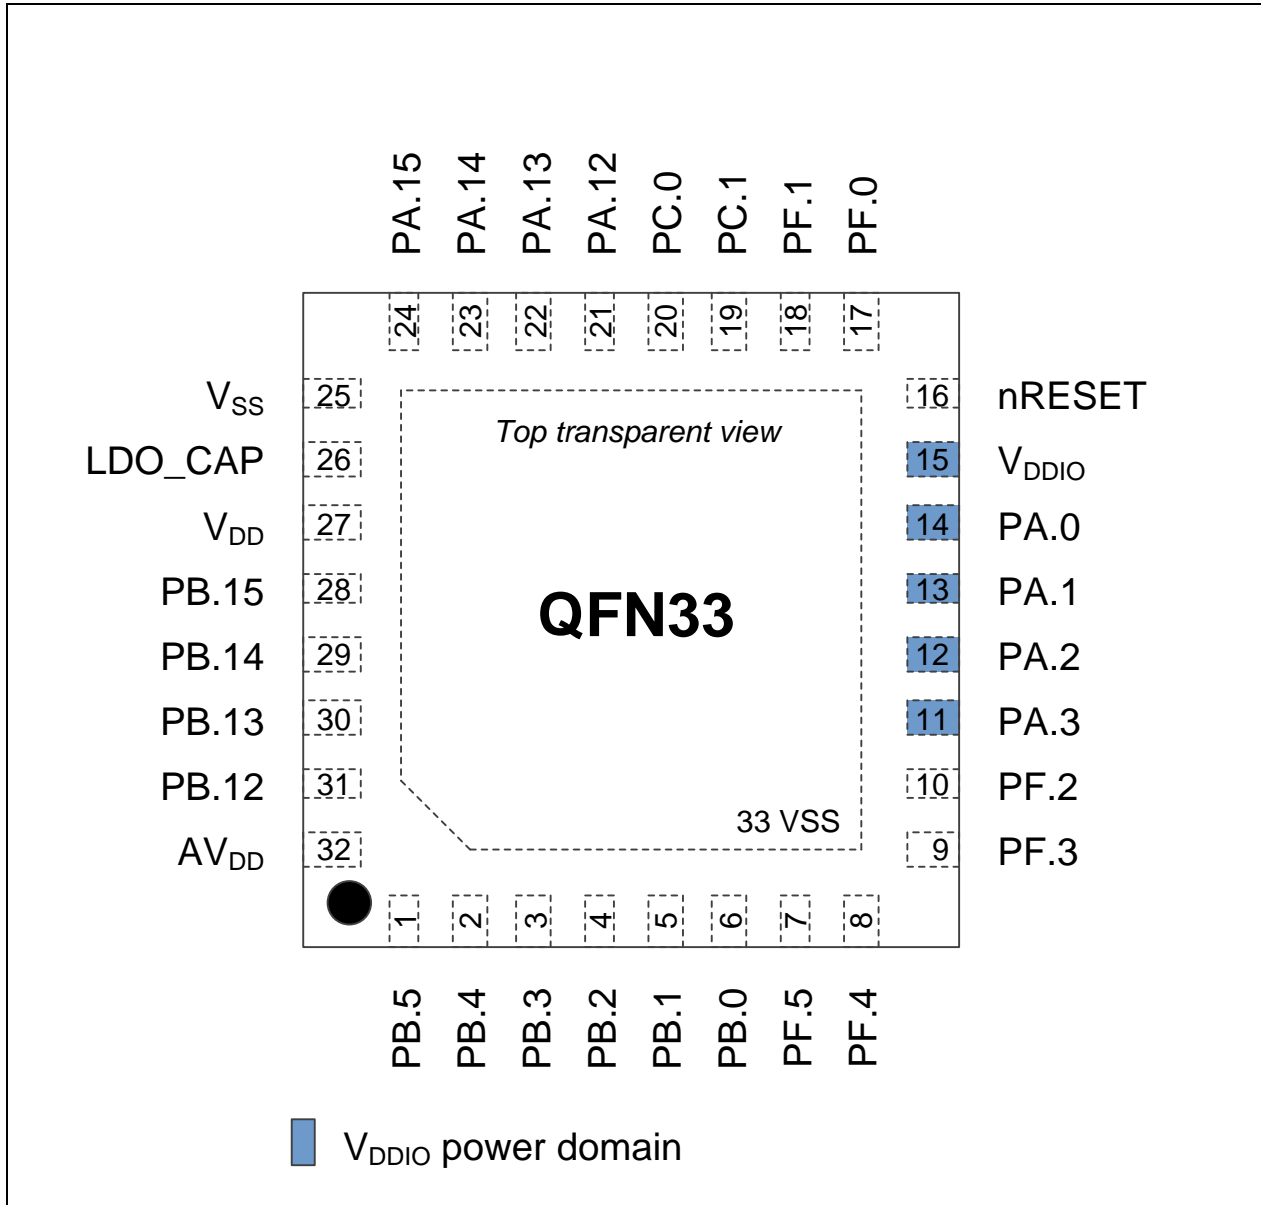 PA.15
PA.14
PA.13
PA.12
PC.0
PC.1
PF.1
PF.0
24
23
22
21
20
19
18
17
VSS 25
LDO_CAP 26
VDD 27
PB.15 28
PB.14 29
PB.13 30
PB.12 31
AVDD 32
Top transparent view
QFN33
33 VSS
16 nRESET
15 VDDIO
14 PA.0
13 PA.1
12 PA.2
11 PA.3
10 PF.2
9 PF.3
1
2
3
4
5
6
7
8
PB.5
PB.4
PB.3
PB.2
PB.1
PB.0
PF.5
PF.4
VDDIO power domain